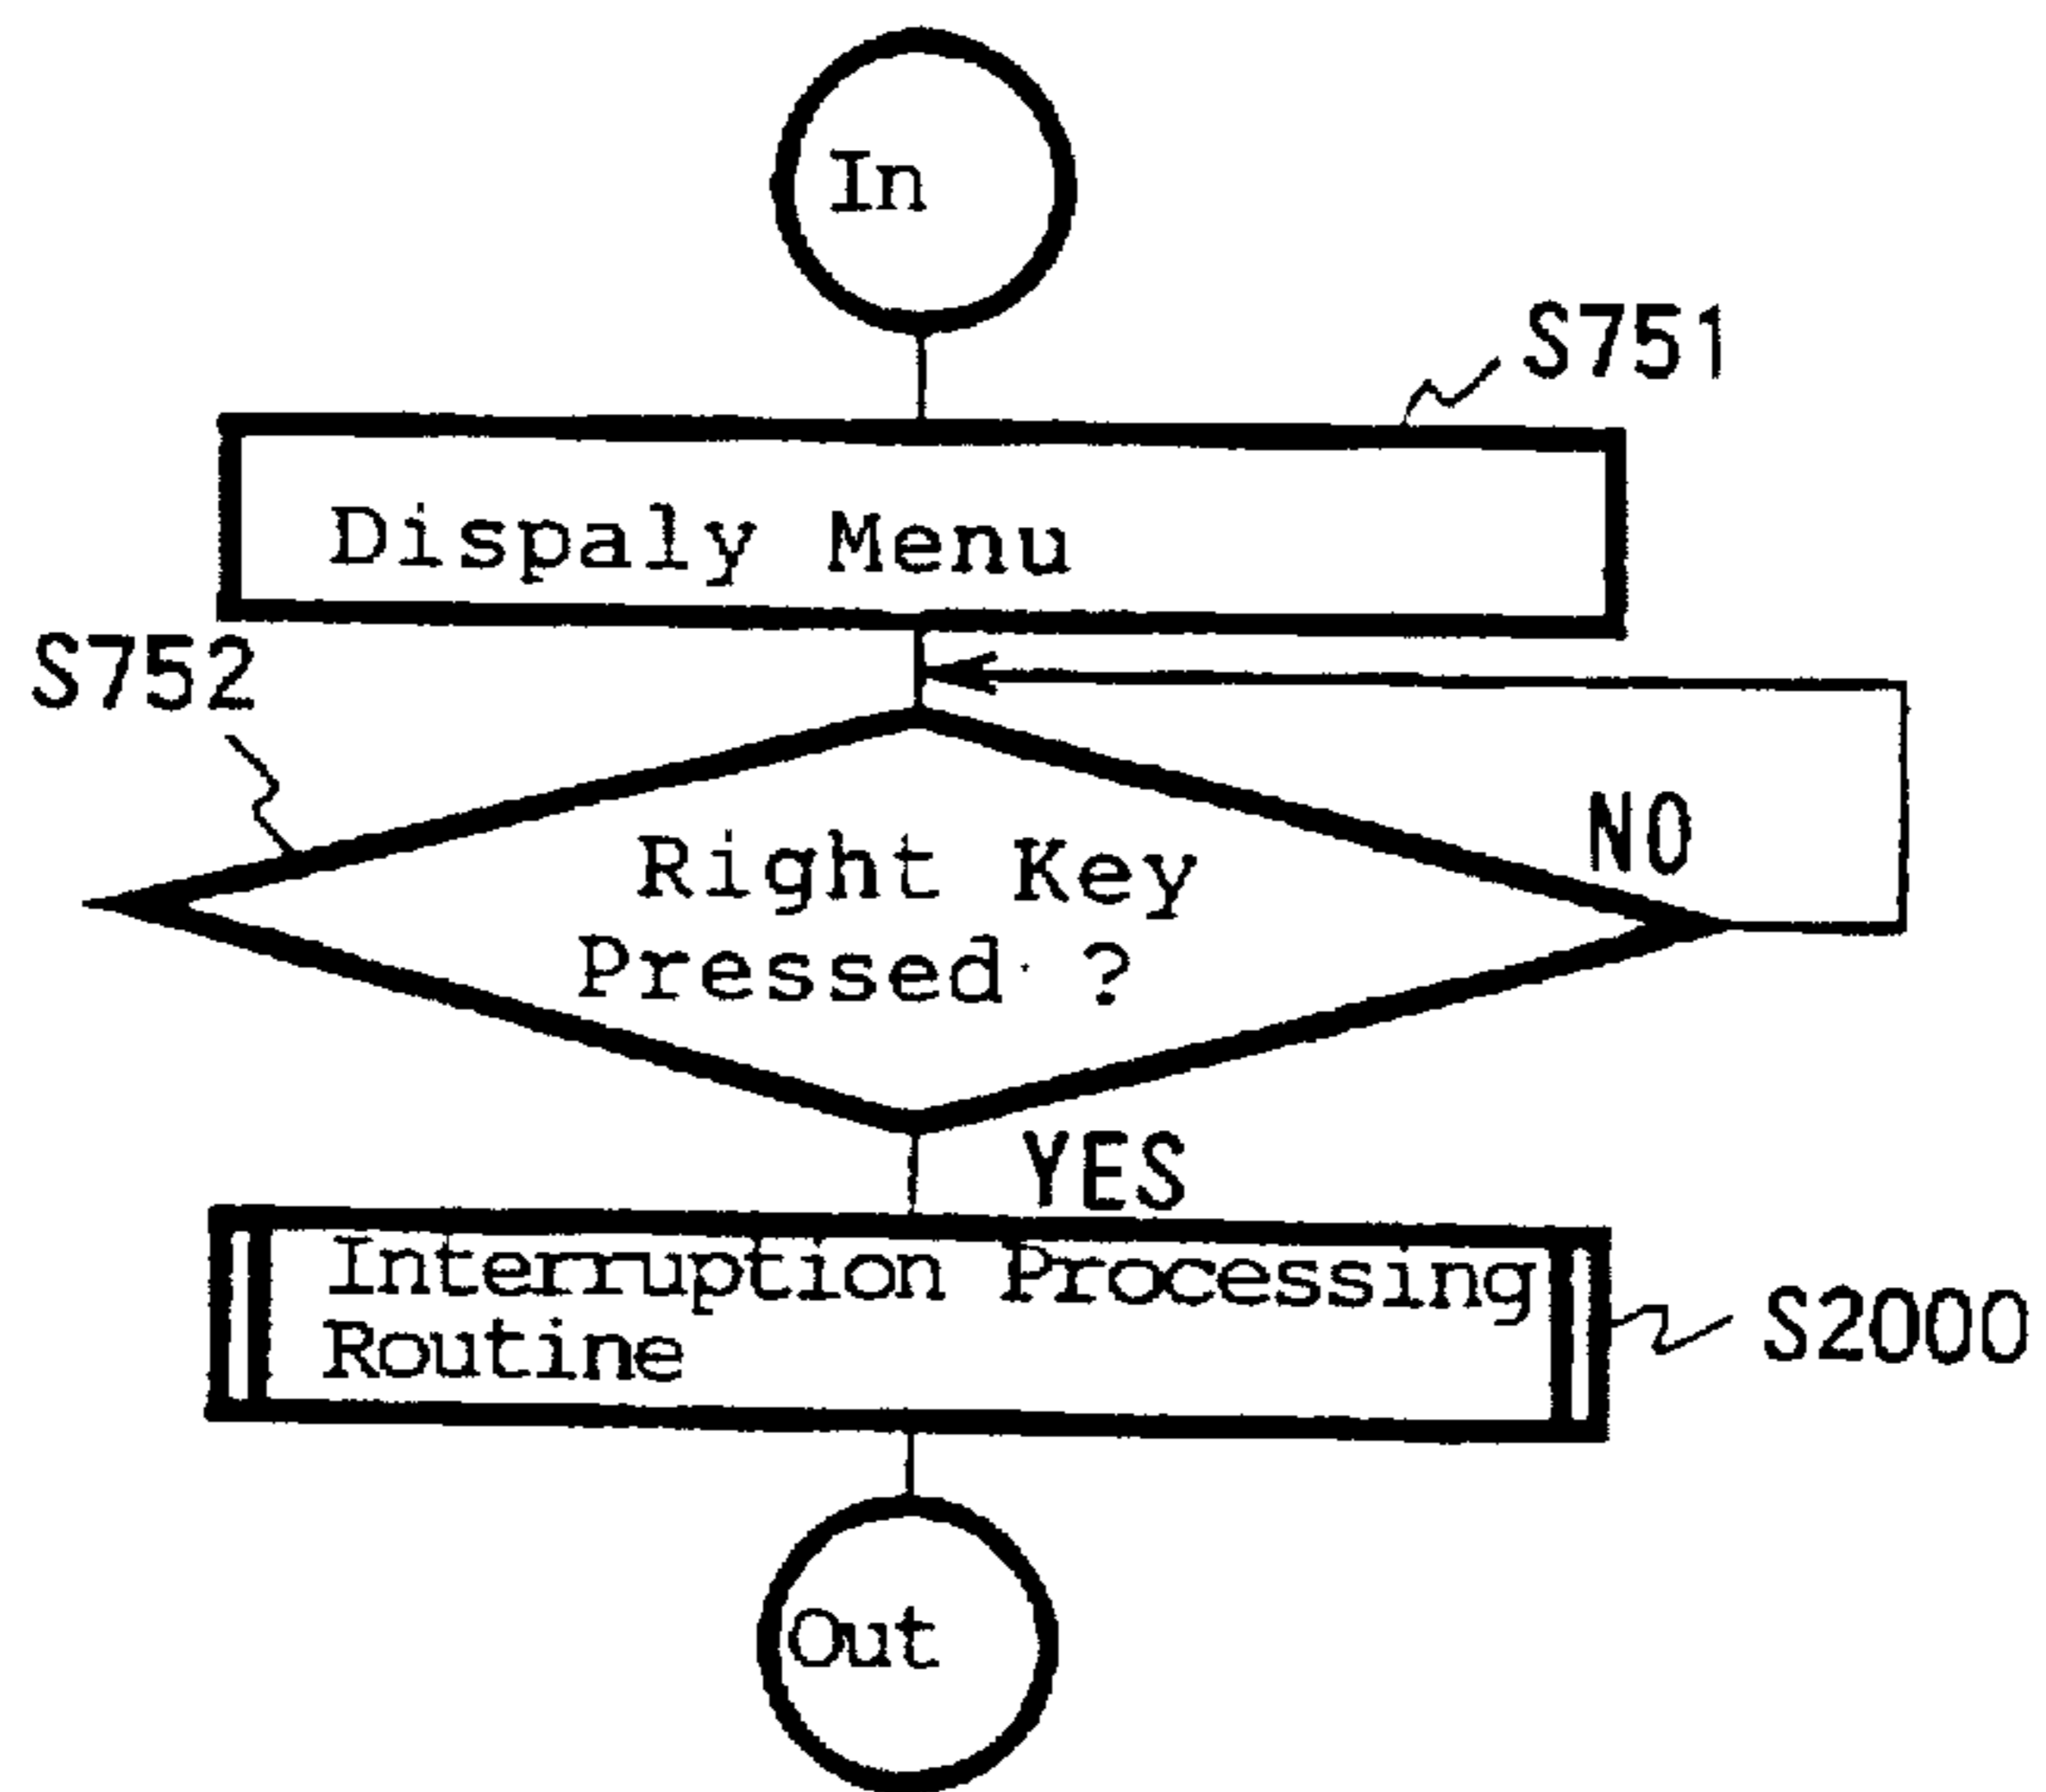 In
S751
Dispaly Menu
S752
Right Key
Pressed ?
NO
YES
Interruption Processing
Routine
S2000
Out